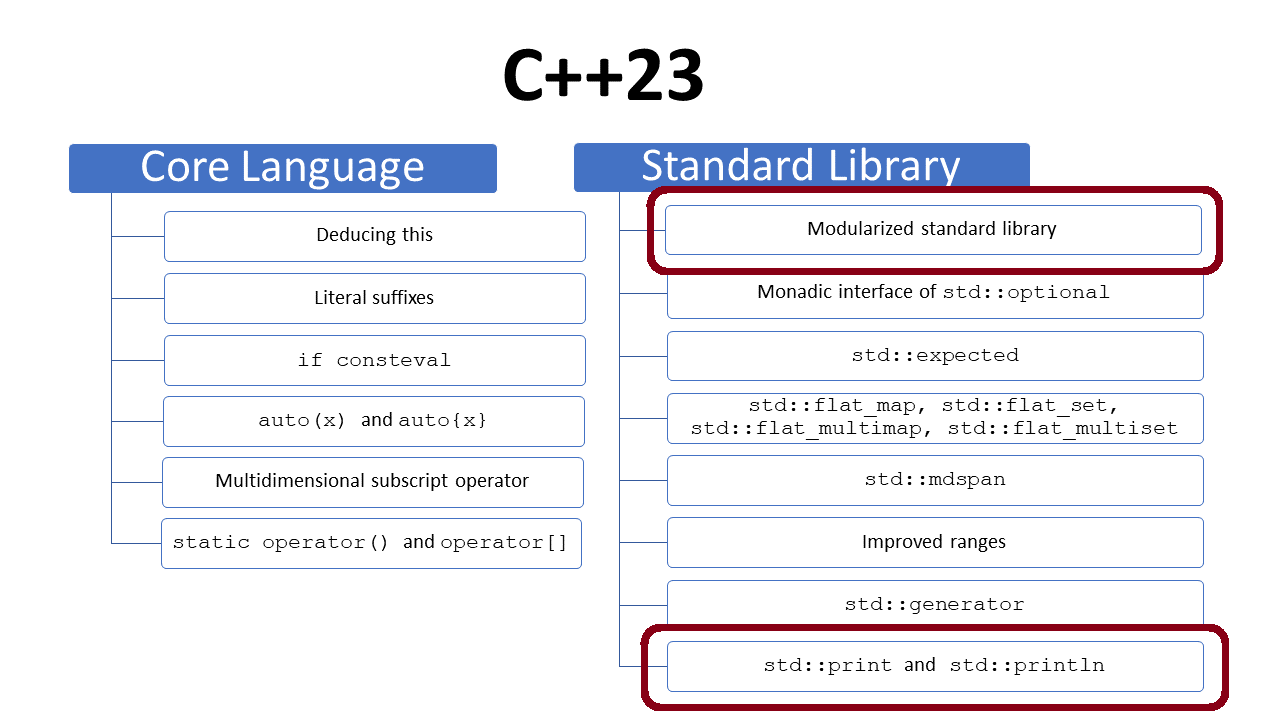 C++23
Core Language
Deducing this
Literal suffixes
if consteval
auto(x) and auto{x}
Multidimensional subscript operator
static operator() and operator[]
Standard Library
Modularized standard library
Monadic interface of std::optional
std::expected
std::flat_map, std::flat_set,
std::flat_multimap, std::flat_multiset
std::mdspan
Improved ranges
std::generator
std::print and std::println